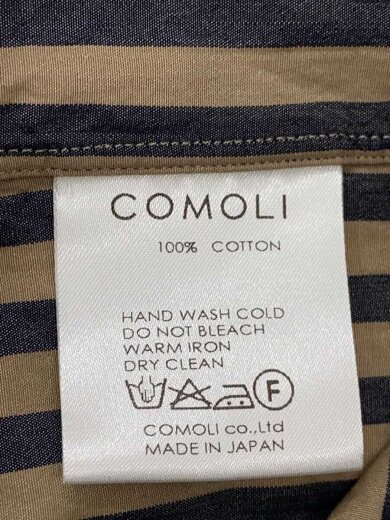 COMOLI
100% COTTON
HAND WASH COLD
DO NOT BLEACH
WARM IRON
DRY CLEAN
F
COMOLI co.,Ltd
MADE IN JAPAN